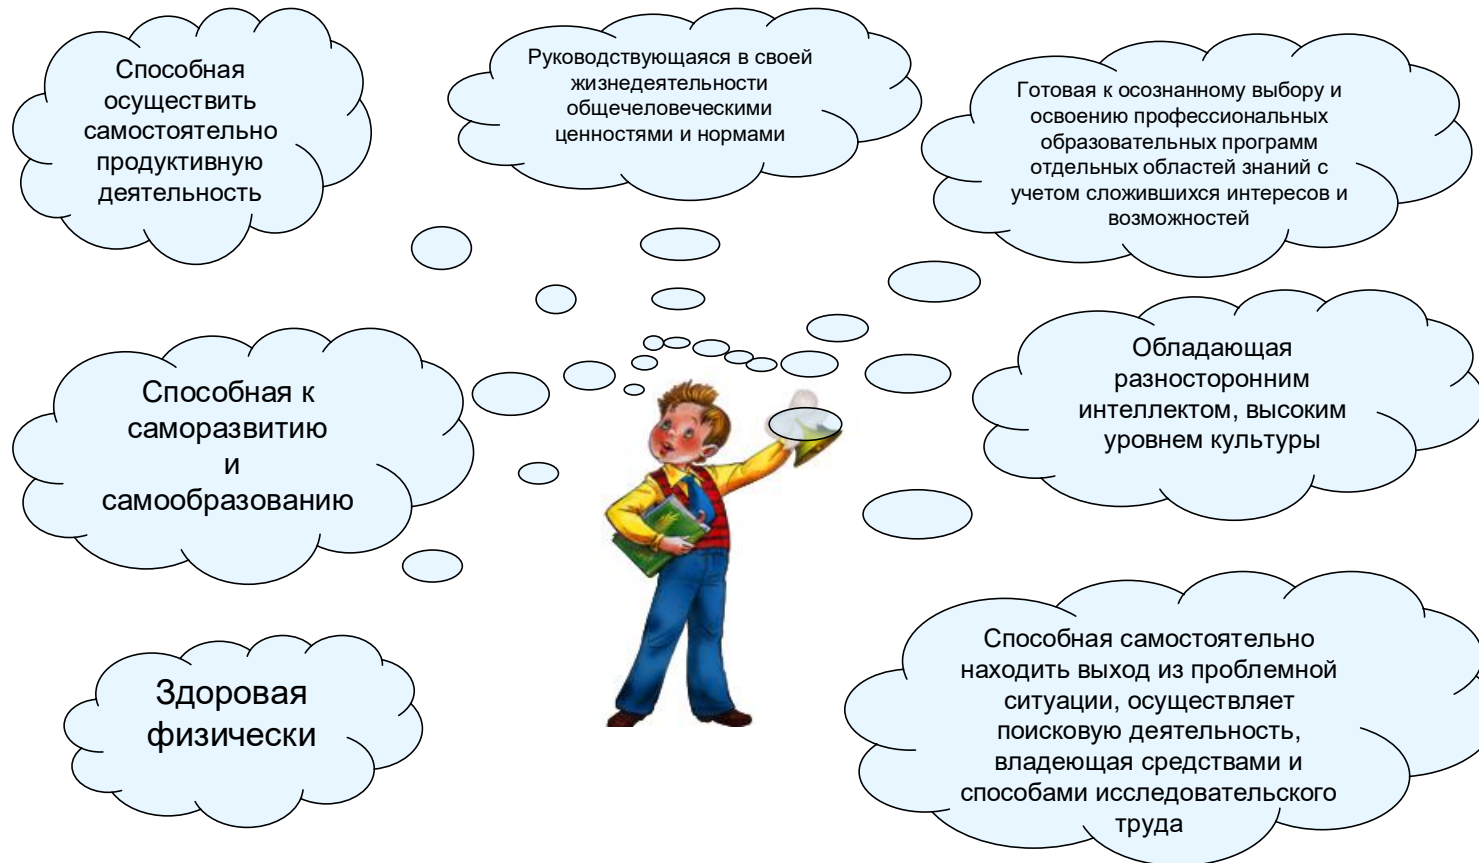 Способная
осуществить
самостоятельно
продуктивную
деятельность
Руководствующаяся в своей
жизнедеятельности
общечеловеческими
ценностями и нормами
Готовая к осознанному выбору и
освоению профессиональных
образовательных программ
отдельных областей знаний с
учетом сложившихся интересов и
возможностей
Способная к
саморазвитию
и
самообразованию
Обладающая
разносторонним
интеллектом, высоким
уровнем культуры
Здоровая
физически
Способная самостоятельно
находить выход из проблемной
ситуации, осуществляет
поисковую деятельность,
владеющая средствами и
способами исследовательского
труда